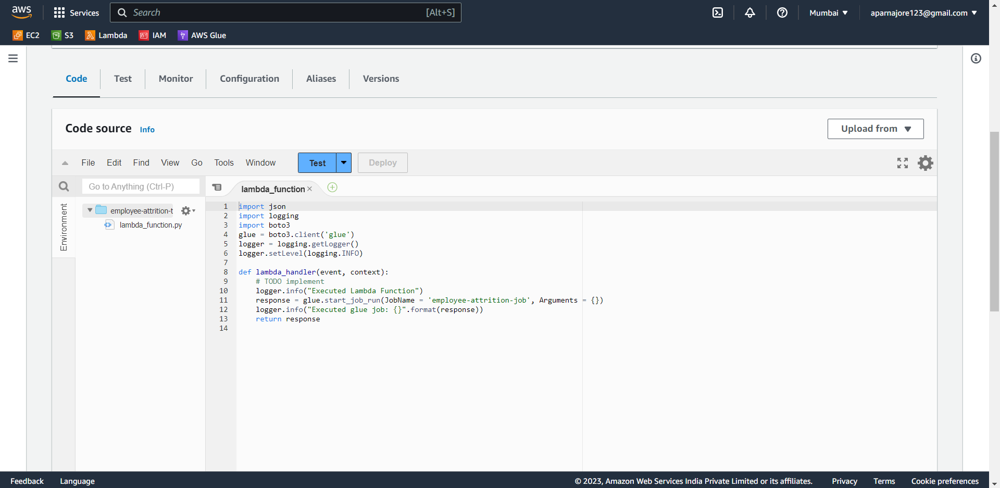 aws Services Search [Alt+S] Mumbai aparnajore123@gmail.com
EC2 S3 Lambda IAM AWS Glue
Code Test Monitor Configuration Aliases Versions
Code source Info Upload from
File Edit Find View Go Tools Window Test Deploy
Go to Anything (Ctrl-P) lambda_function
Environment
employee-attrition-t
lambda_function.py
1 import json
2 import logging
3 import boto3
4 glue = boto3.client('glue')
5 logger = logging.getLogger()
6 logger.setLevel(logging.INFO)
7
8 def lambda_handler(event, context):
9     # TODO implement
10     logger.info("Executed Lambda Function")
11     response = glue.start_job_run(JobName = 'employee-attrition-job', Arguments = {})
12     logger.info("Executed glue job: {}".format(response))
13     return response
14
Feedback Language © 2023, Amazon Web Services India Private Limited or its affiliates. Privacy Terms Cookie preferences